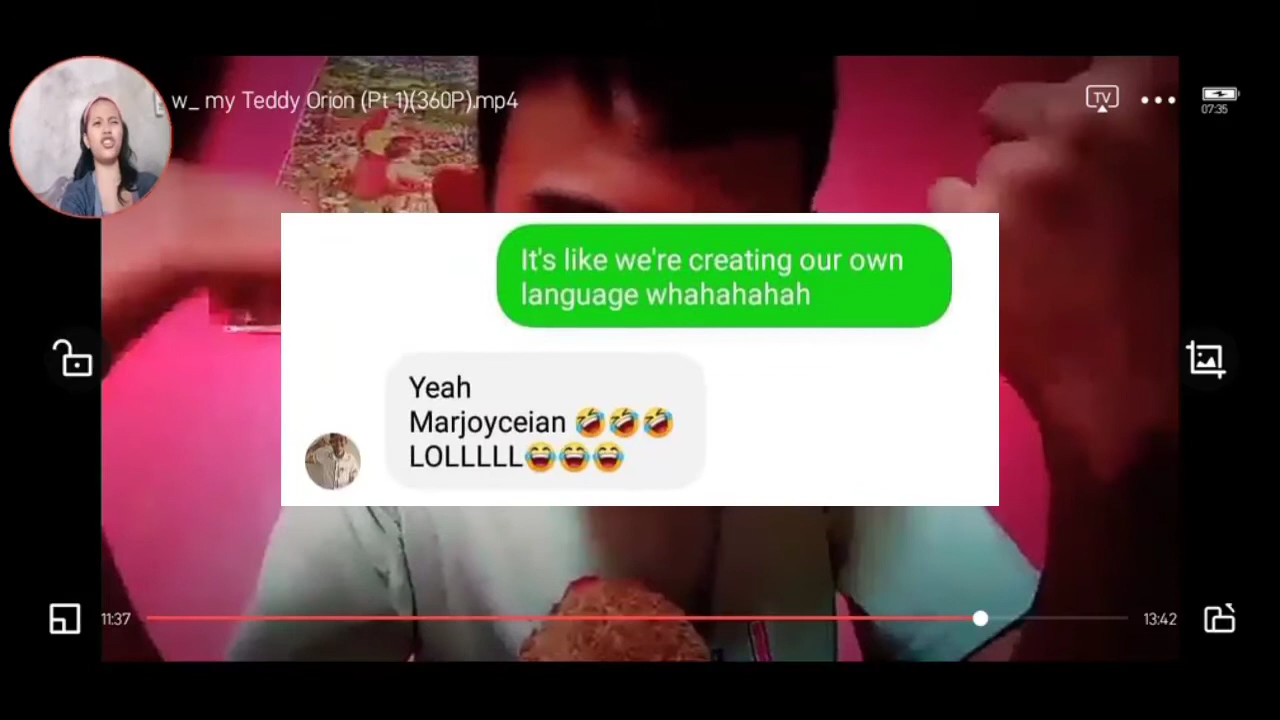 w_ my Teddy Orion (Pt 1)(360P).mp4
TV
07:35
It's like we're creating our own
language whahahahah
Yeah
Marjoyceian 🤣🤣🤣
LOLLLLL😂😂😂
11:37
13:42